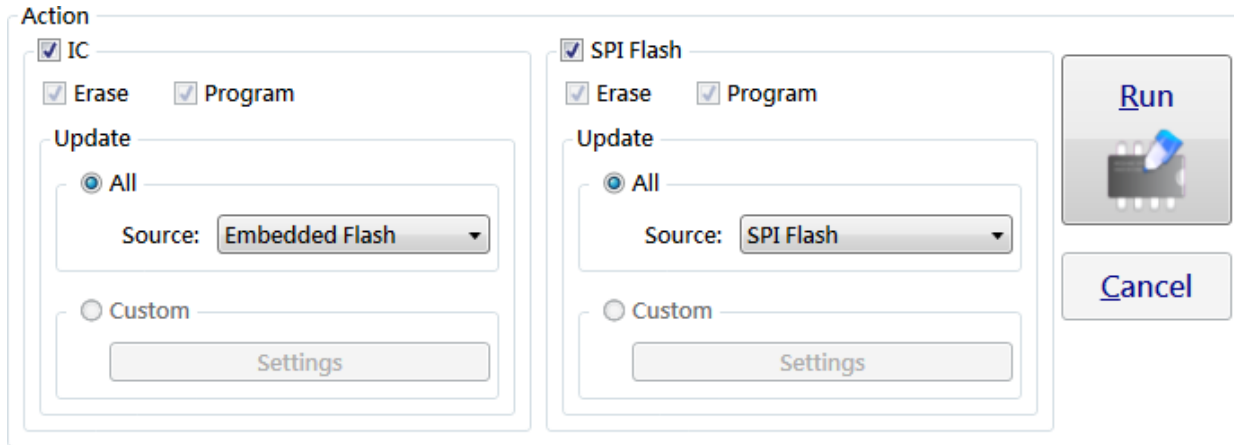 Action
IC
Erase Program
Update
All
Source: Embedded Flash
Custom
Settings
SPI Flash
Erase Program
Update
All
Source: SPI Flash
Custom
Settings
Run
Cancel